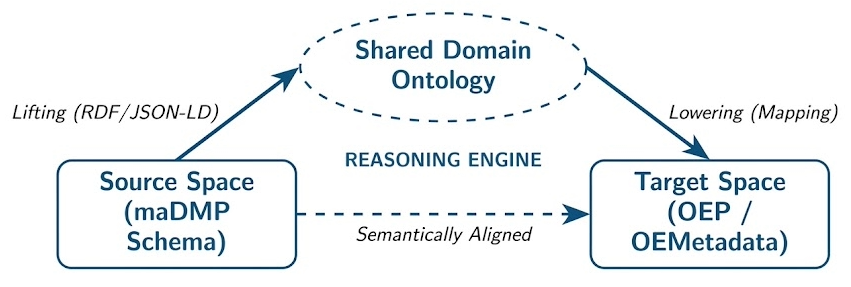 Shared Domain
Ontology
Lifting (RDF/JSON-LD)
Lowering (Mapping)
REASONING ENGINE
Source Space
(maDMP
Schema)
Target Space
(OEP /
OEMetadata)
Semantically Aligned